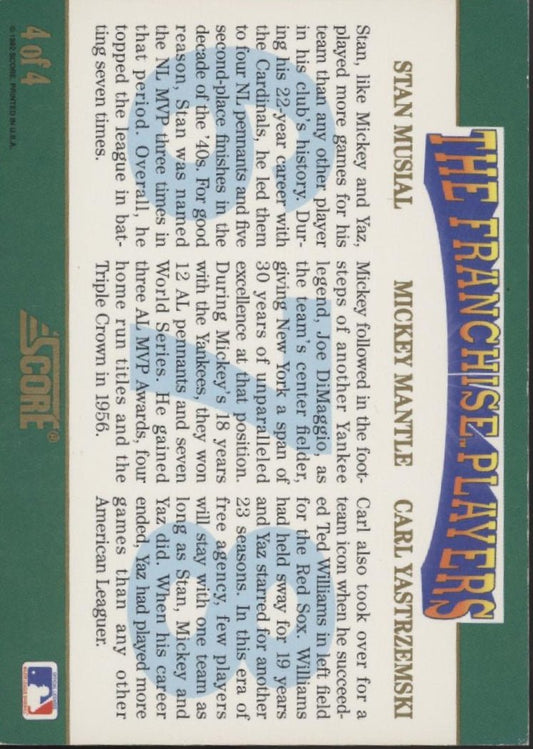 THE FRANCHISE™ PLAYERS
STAN MUSIAL
Stan, like Mickey and Yaz,
played more games for his
team than any other player
in his club's history. Dur-
ing his 22-year career with
the Cardinals, he led them
to four NL pennants and five
second-place finishes in the
decade of the '40s. For good
reason, Stan was named
the NL MVP three times in
that period. Overall, he
topped the league in bat-
ting seven times.
MICKEY MANTLE
Mickey followed in the foot-
steps of another Yankee
legend, Joe DiMaggio, as
the team's center fielder,
giving New York a span of
30 years of unparalleled
excellence at that position.
During Mickey's 18 years
with the Yankees, they won
12 AL pennants and seven
World Series. He gained
three AL MVP Awards, four
home run titles and the
Triple Crown in 1956.
CARL YASTRZEMSKI
Carl also took over for a
team icon when he succeed-
ed Ted Williams in left field
for the Red Sox. Williams
had held sway for 19 years
and Yaz starred for another
23 seasons. In this era of
free agency, few players
will stay with one team as
long as Stan, Mickey and
Yaz did. When his career
ended, Yaz had played more
games than any other
American Leaguer.
6 7 8
4 of 4
© 1992 SCORE, PRINTED IN U.S.A.
SCORE®